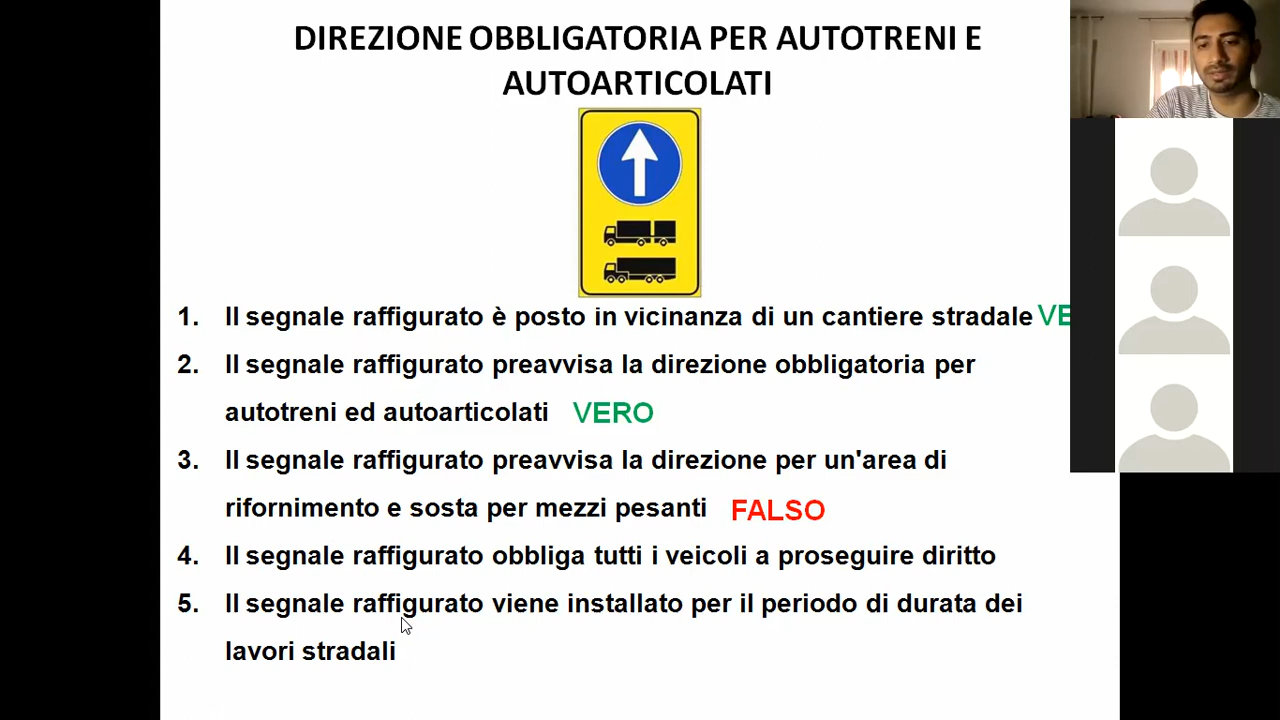 DIREZIONE OBBLIGATORIA PER AUTOTRENI E
AUTOARTICOLATI
1. Il segnale raffigurato è posto in vicinanza di un cantiere stradale VE
2. Il segnale raffigurato preavvisa la direzione obbligatoria per
autotreni ed autoarticolati VERO
3. Il segnale raffigurato preavvisa la direzione per un'area di
rifornimento e sosta per mezzi pesanti FALSO
4. Il segnale raffigurato obbliga tutti i veicoli a proseguire diritto
5. Il segnale raffigurato viene installato per il periodo di durata dei
lavori stradali